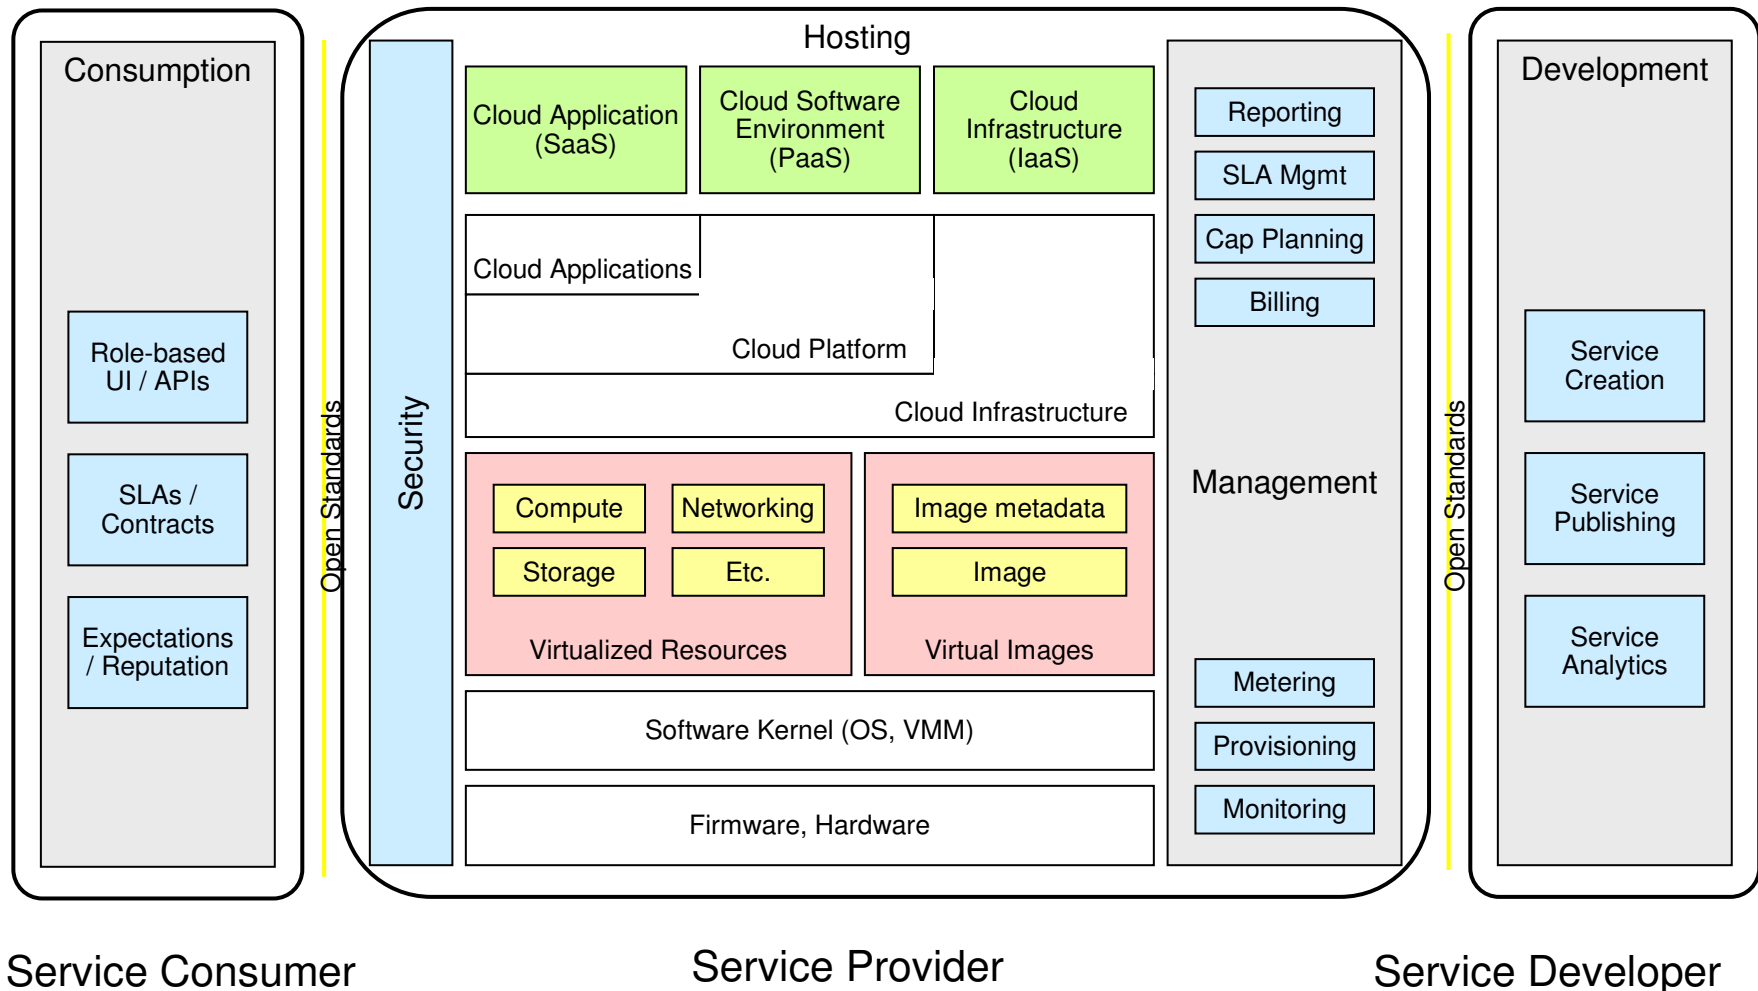 Consumption
Role-based
UI / APIs
SLAs /
Contracts
Expectations
/ Reputation
Open Standards
Hosting
Security
Cloud Application
(SaaS)
Cloud Software
Environment
(PaaS)
Cloud
Infrastructure
(IaaS)
Cloud Applications
Cloud Platform
Cloud Infrastructure
Compute
Networking
Storage
Etc.
Virtualized Resources
Image metadata
Image
Virtual Images
Software Kernel (OS, VMM)
Firmware, Hardware
Reporting
SLA Mgmt
Cap Planning
Billing
Management
Metering
Provisioning
Monitoring
Open Standards
Development
Service
Creation
Service
Publishing
Service
Analytics
Service Consumer
Service Provider
Service Developer